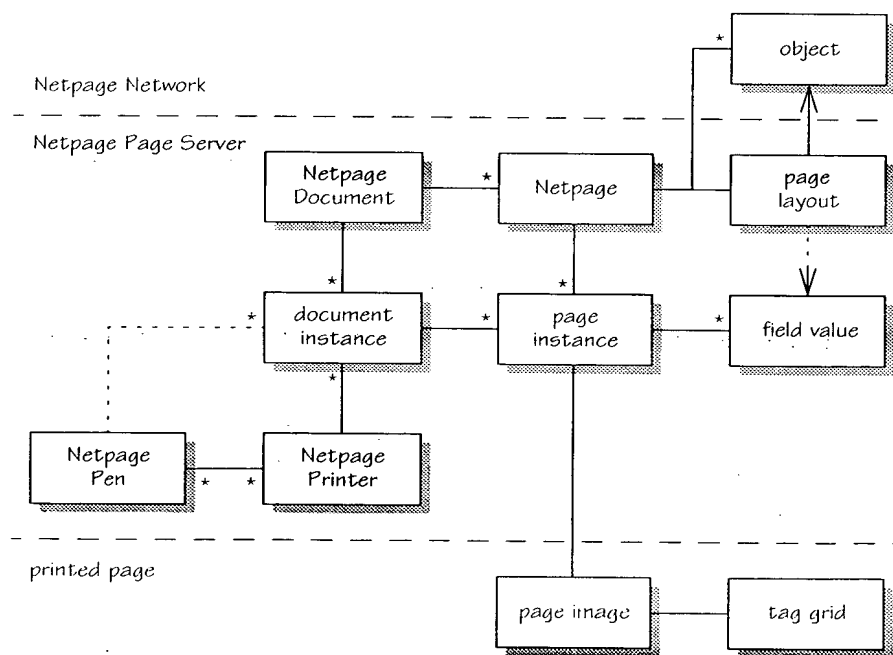 object
Netpage Network
Netpage Page Server
Netpage
Document
Netpage
page
layout
document
instance
page
instance
field value
Netpage
Pen
Netpage
Printer
printed page
page image
tag grid